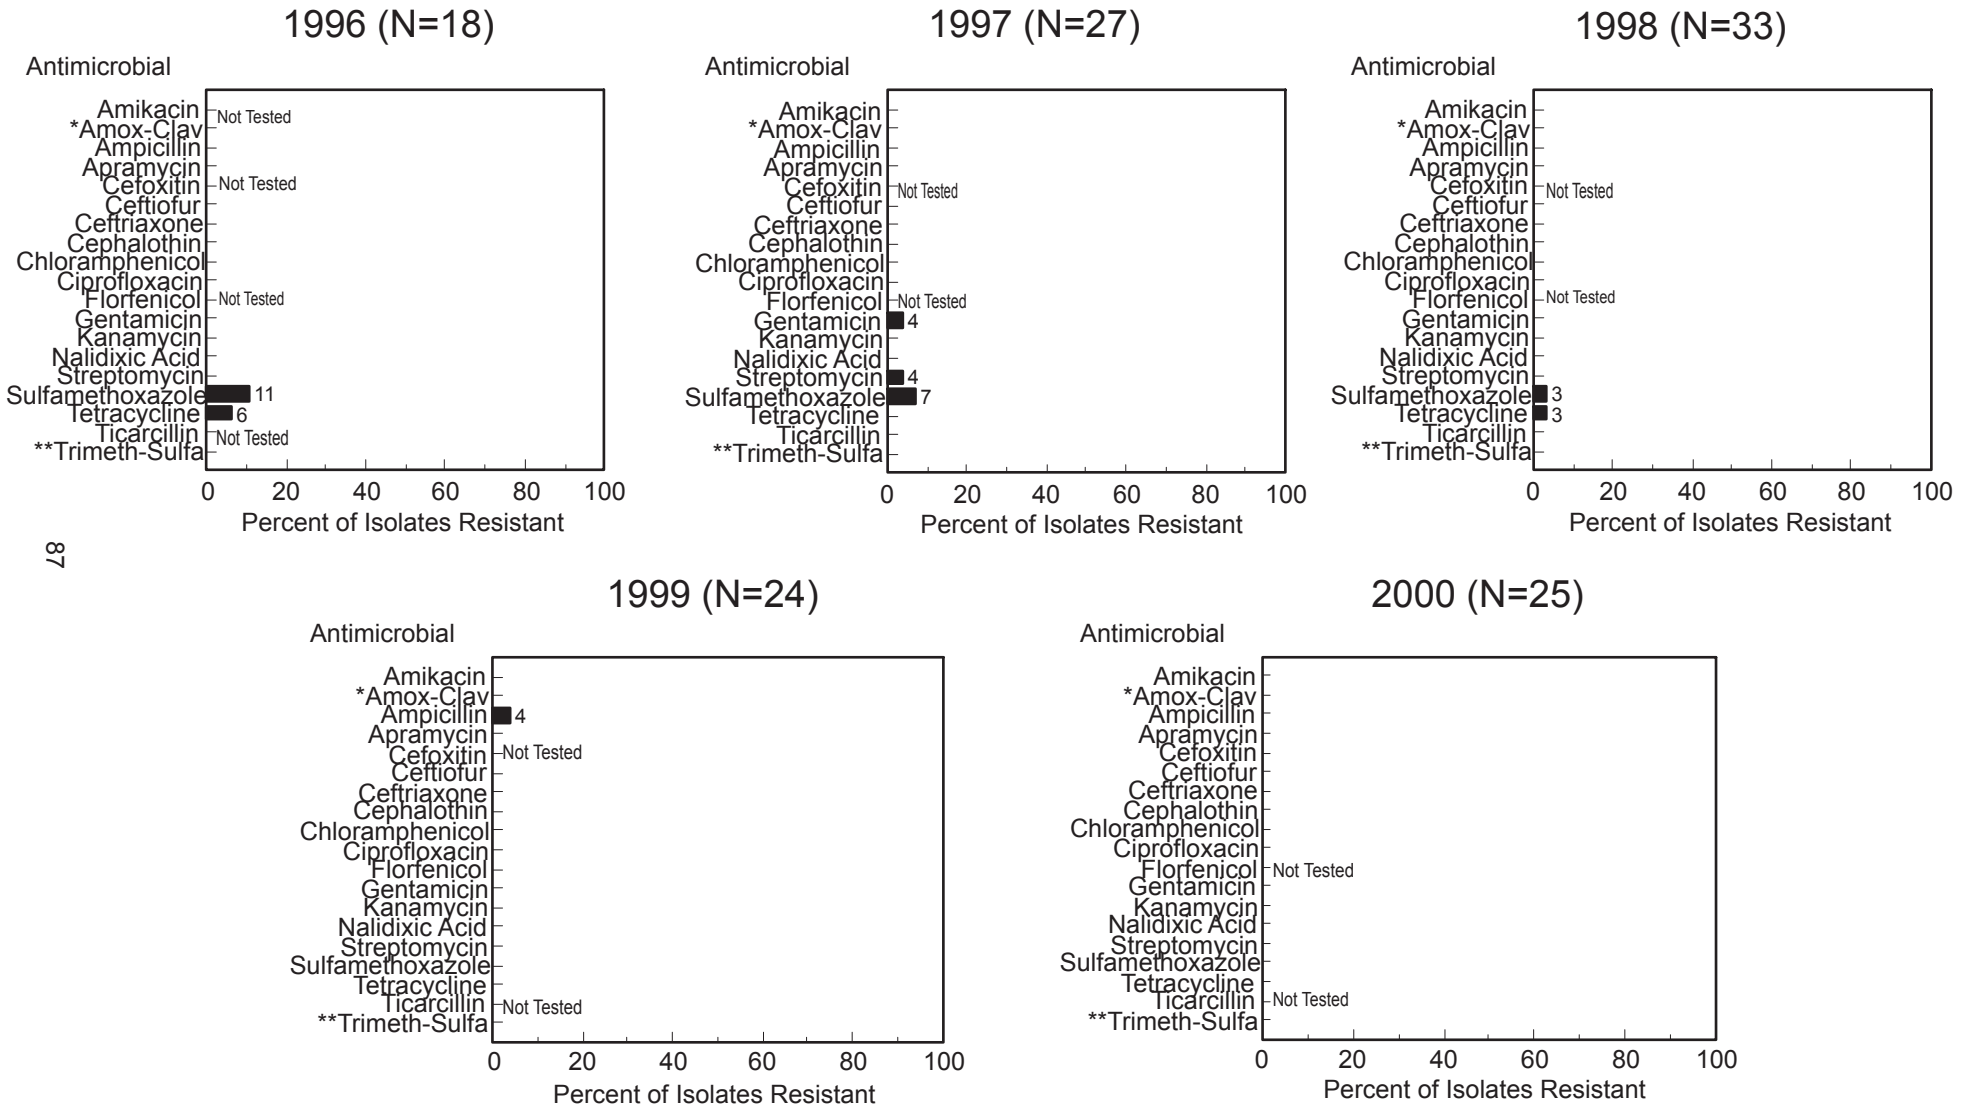 1996 (N=18)
Antimicrobial
Amikacin Not Tested
*Amox-Clav
Ampicillin
Apramycin
Cefoxitin Not Tested
Ceftiofur
Ceftriaxone
Cephalothin
Chloramphenicol
Ciprofloxacin
Florfenicol Not Tested
Gentamicin
Kanamycin
Nalidixic Acid
Streptomycin
Sulfamethoxazole 11
Tetracycline 6
Ticarcillin Not Tested
**Trimeth-Sulfa
0 20 40 60 80 100
Percent of Isolates Resistant
1997 (N=27)
Antimicrobial
Amikacin
*Amox-Clav
Ampicillin
Apramycin
Cefoxitin Not Tested
Ceftiofur
Ceftriaxone
Cephalothin
Chloramphenicol
Ciprofloxacin
Florfenicol Not Tested
Gentamicin 4
Kanamycin
Nalidixic Acid
Streptomycin 4
Sulfamethoxazole 7
Tetracycline
Ticarcillin
**Trimeth-Sulfa
0 20 40 60 80 100
Percent of Isolates Resistant
1998 (N=33)
Antimicrobial
Amikacin
*Amox-Clav
Ampicillin
Apramycin
Cefoxitin Not Tested
Ceftiofur
Ceftriaxone
Cephalothin
Chloramphenicol
Ciprofloxacin
Florfenicol Not Tested
Gentamicin
Kanamycin
Nalidixic Acid
Streptomycin
Sulfamethoxazole 3
Tetracycline 3
Ticarcillin
**Trimeth-Sulfa
0 20 40 60 80 100
Percent of Isolates Resistant
87
1999 (N=24)
Antimicrobial
Amikacin
*Amox-Clav
Ampicillin 4
Apramycin
Cefoxitin Not Tested
Ceftiofur
Ceftriaxone
Cephalothin
Chloramphenicol
Ciprofloxacin
Florfenicol
Gentamicin
Kanamycin
Nalidixic Acid
Streptomycin
Sulfamethoxazole
Tetracycline
Ticarcillin Not Tested
**Trimeth-Sulfa
0 20 40 60 80 100
Percent of Isolates Resistant
2000 (N=25)
Antimicrobial
Amikacin
*Amox-Clav
Ampicillin
Apramycin
Cefoxitin
Ceftiofur
Ceftriaxone
Cephalothin
Chloramphenicol
Ciprofloxacin
Florfenicol Not Tested
Gentamicin
Kanamycin
Nalidixic Acid
Streptomycin
Sulfamethoxazole
Tetracycline
Ticarcillin Not Tested
**Trimeth-Sulfa
0 20 40 60 80 100
Percent of Isolates Resistant